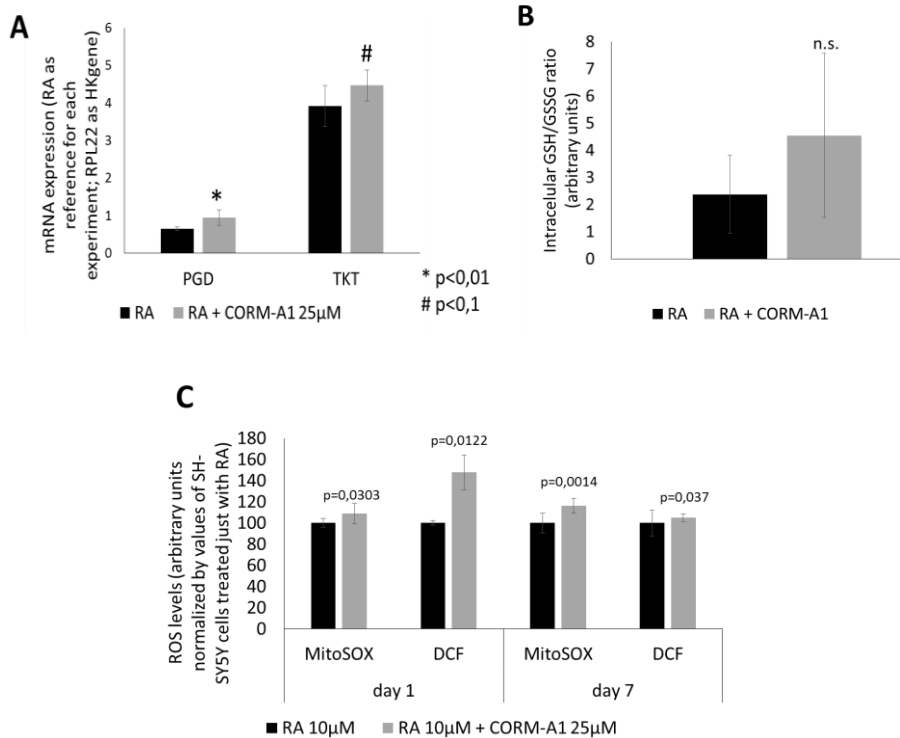 A
mRNA expression (RA as
reference for each
experiment; RPL22 as HKgene)
6
5
4
3
2
1
0
*
#
PGD
TKT
* p<0,01
# p<0,1
RA
RA + CORM-A1 25µM
B
Intracelular GSH/GSSG ratio
(arbitrary units)
8
7
6
5
4
3
2
1
0
n.s.
RA
RA + CORM-A1
C
ROS levels (arbitrary units
normalized by values of SH-
SY5Y cells treated just with RA)
180
160
140
120
100
80
60
40
20
0
p=0,0303
p=0,0122
p=0,0014
p=0,037
MitoSOX
DCF
MitoSOX
DCF
day 1
day 7
RA 10µM
RA 10µM + CORM-A1 25µM